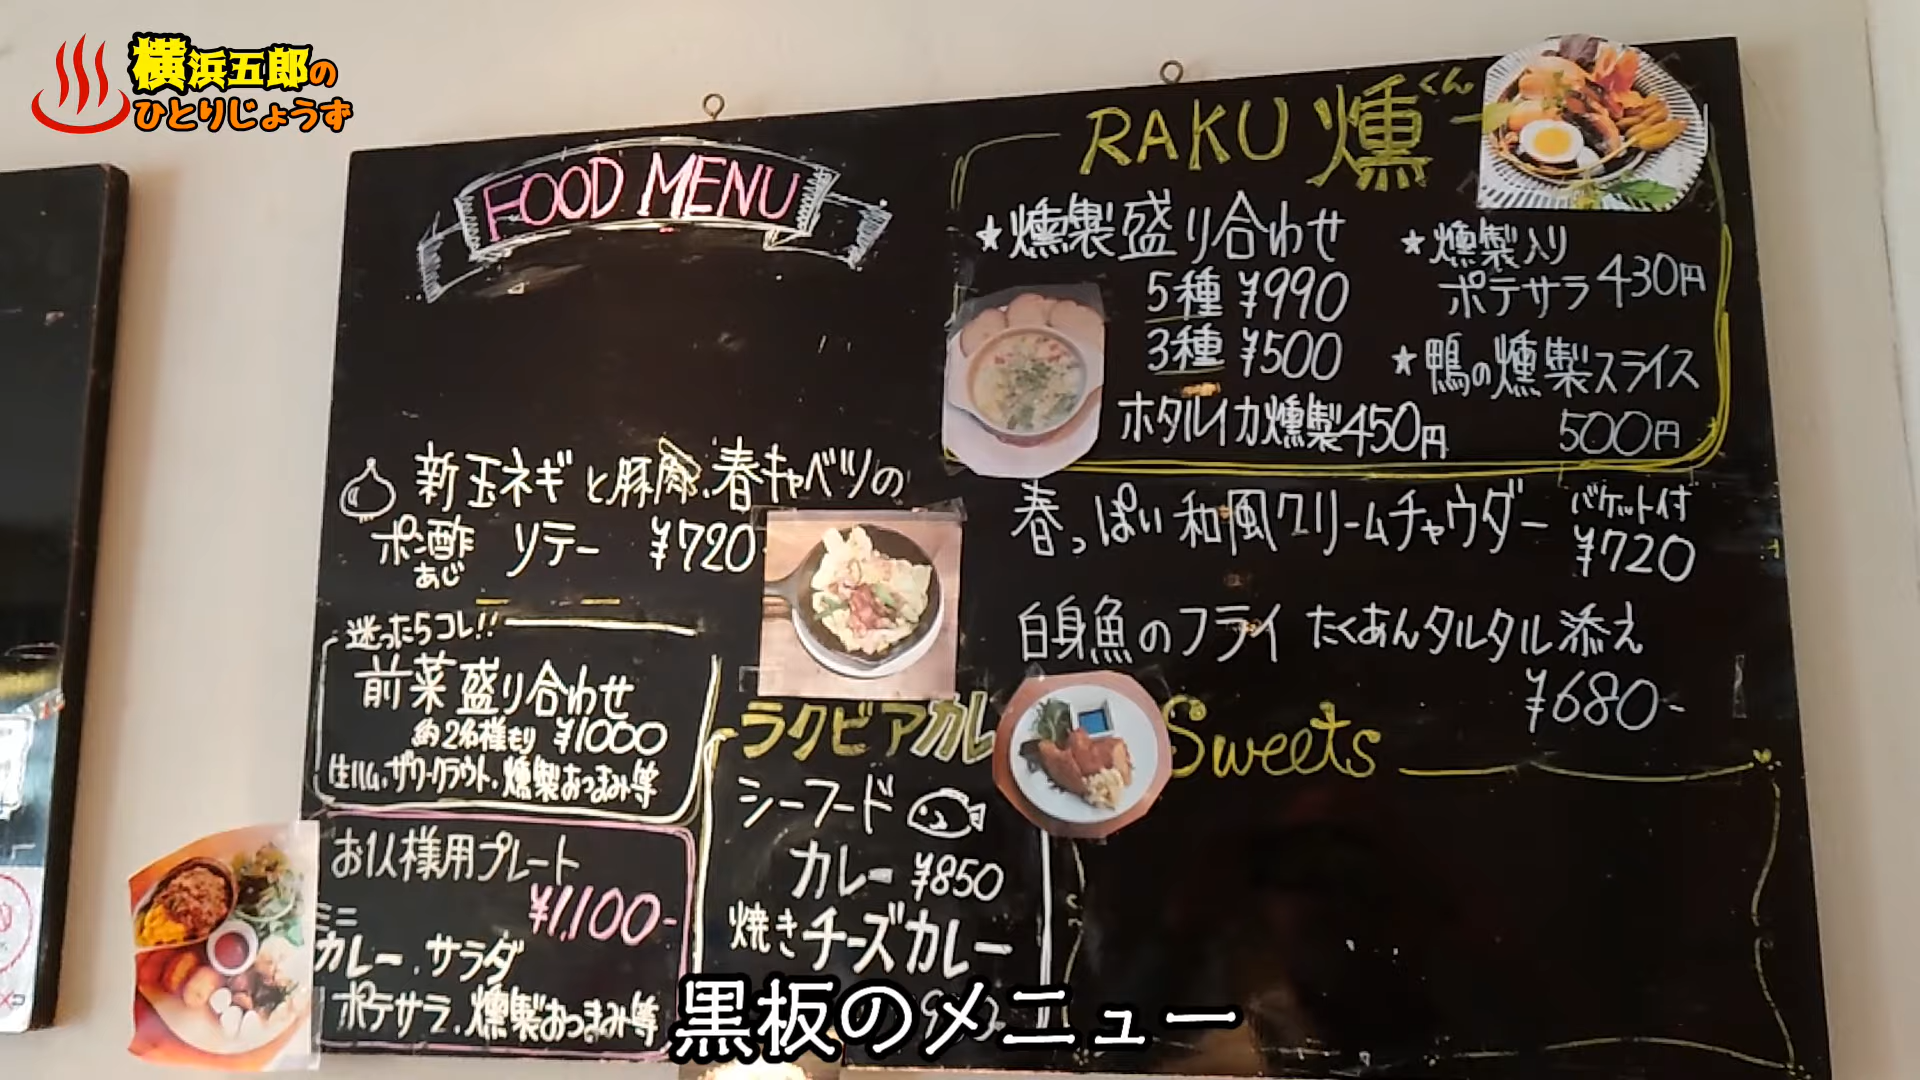 横浜五郎の
ひとりじょうず
FOOD MENU
新玉ネギと豚肉、春キャベツの
ポン酢 ソテー ¥720
あじ
迷ったらコレ!!
前菜盛り合わせ
約2名様もり ¥1000
生ハム、ザワークラウト、燻製おつまみ等
お1人様用プレート
¥1,100-
ミニ
カレー、サラダ
ポテサラ、燻製おつまみ等
ラクビアカレ
シーフード
カレー ¥850
焼きチーズカレー
RAKU 燻
くん
★燻製盛り合わせ
5種 ¥990
3種 ¥500
ホタルイカ燻製450円
★燻製入り
ポテサラ 430円
★鴨の燻製スライス
500円
春っぱい和風クリームチャウダー
バケット付
¥720
白身魚のフライ たくあんタルタル添え
¥680-
Sweets
黒板のメニュー